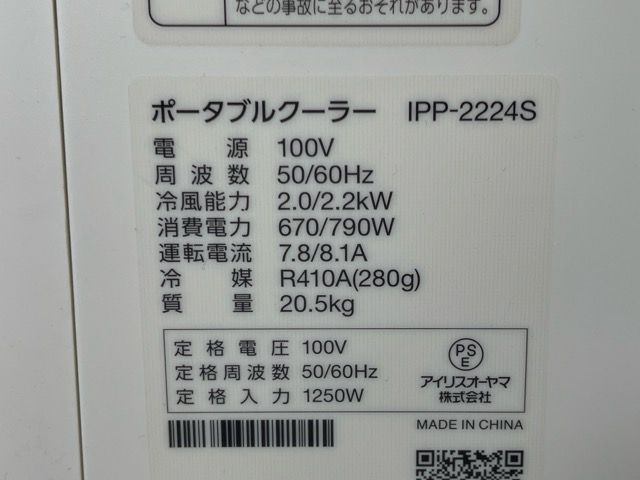 などの事故に至るおそれがあります。
ポータブルクーラー IPP-2224S
電源 100V
周波数 50/60Hz
冷風能力 2.0/2.2kW
消費電力 670/790W
運転電流 7.8/8.1A
冷媒 R410A(280g)
質量 20.5kg
定格電圧 100V
定格周波数 50/60Hz
定格入力 1250W
PSE
アイリスオーヤマ
株式会社
MADE IN CHINA